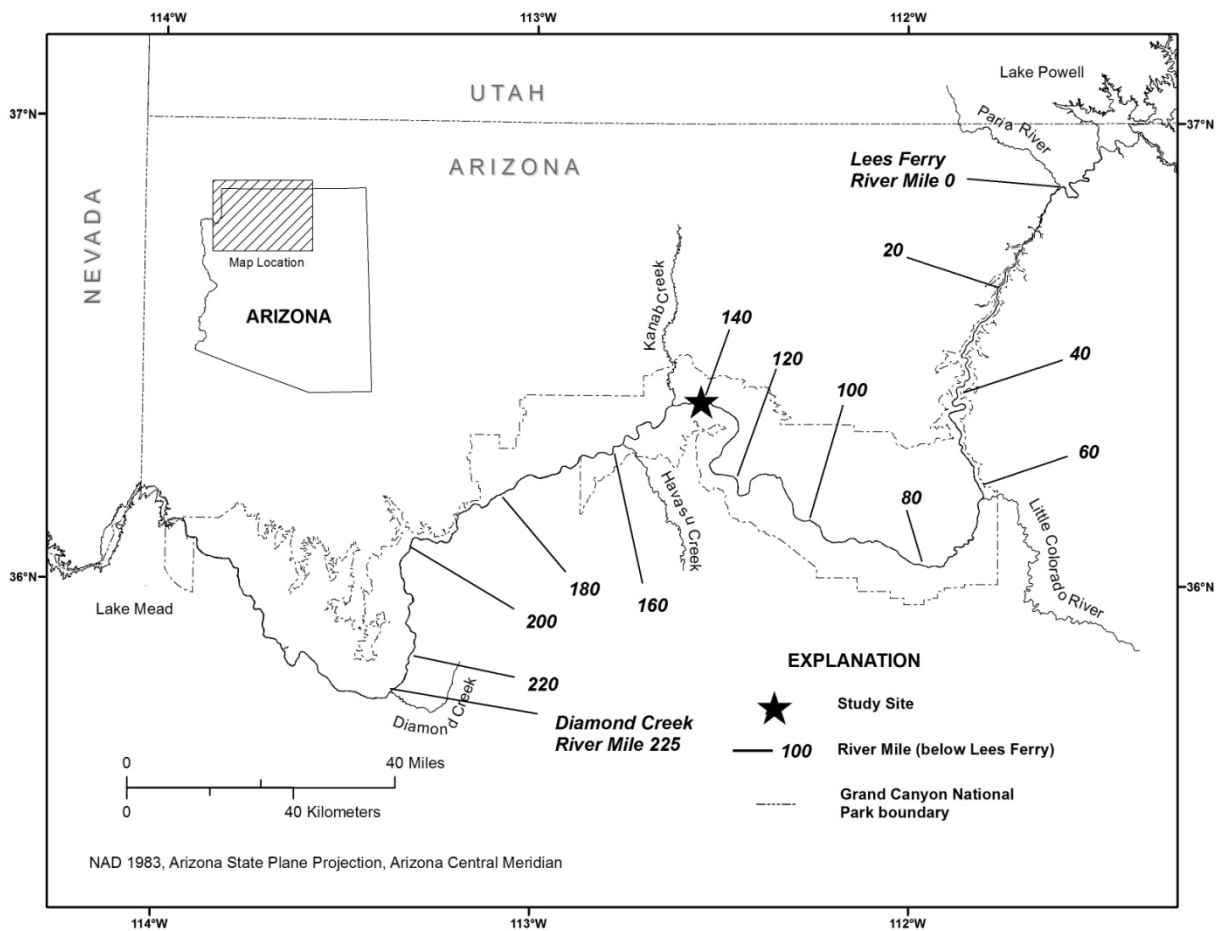 114°W
113°W
112°W
Lake Powell
UTAH
37°N
37°N
Paria River
ARIZONA
Lees Ferry
River Mile 0
NEVADA
20
Map Location
Kanab Creek
ARIZONA
140
120
40
100
60
Havasu Creek
80
Little Colorado River
36°N
36°N
180
160
Lake Mead
200
EXPLANATION
220
Study Site
Diamond Creek
Diamond Creek
River Mile 225
100 River Mile (below Lees Ferry)
0 40 Miles
Grand Canyon National
Park boundary
0 40 Kilometers
NAD 1983, Arizona State Plane Projection, Arizona Central Meridian
114°W
113°W
112°W